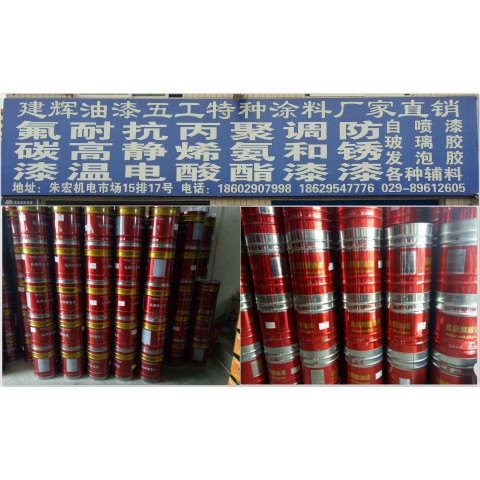 建辉油漆五工特种涂料厂家直销
氟碳漆
耐高温
抗静电
丙烯酸
聚氨酯
调和漆
防锈漆
自喷漆
玻璃胶
发泡胶
各种辅料
地址：朱宏机电市场15排17号 电话：18602907998 18629547776 029-89612605